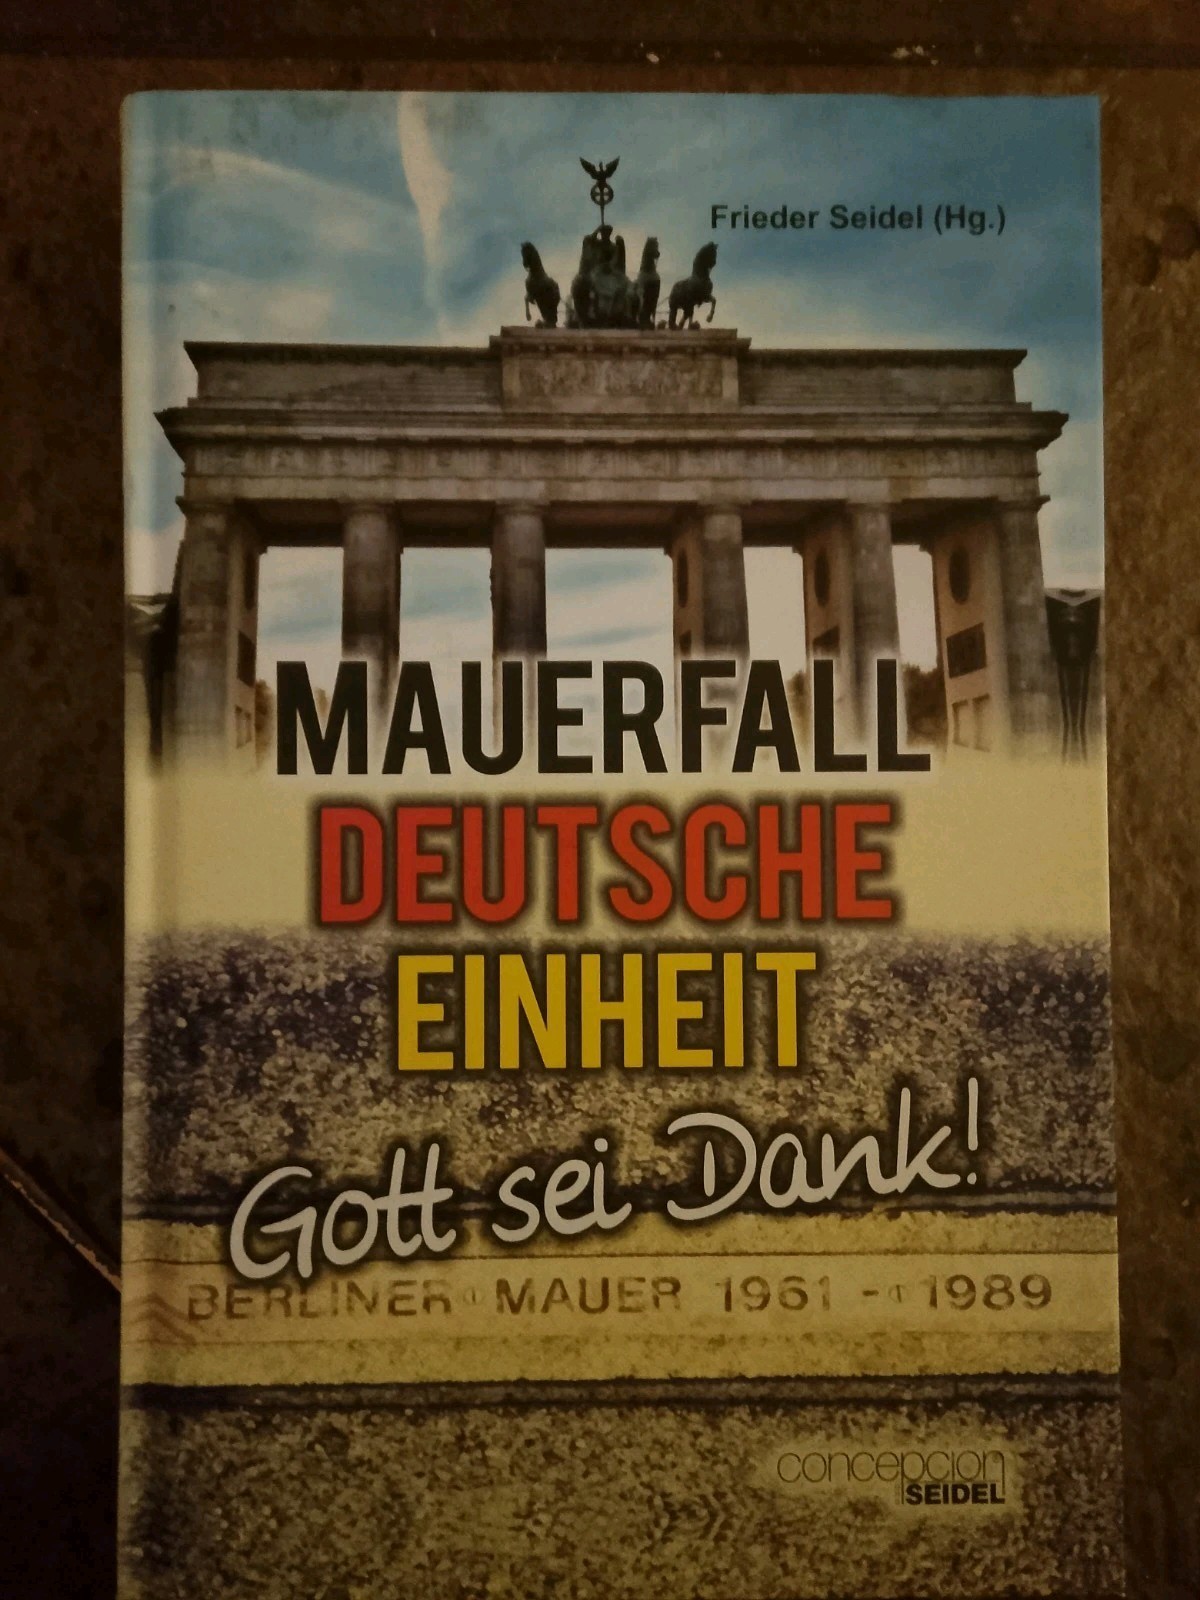 Frieder Seidel (Hg.)
MAUERFALL
DEUTSCHE
EINHEIT
Gott sei Dank!
BERLINER MAUER 1961 - 1989
concepcion
SEIDEL